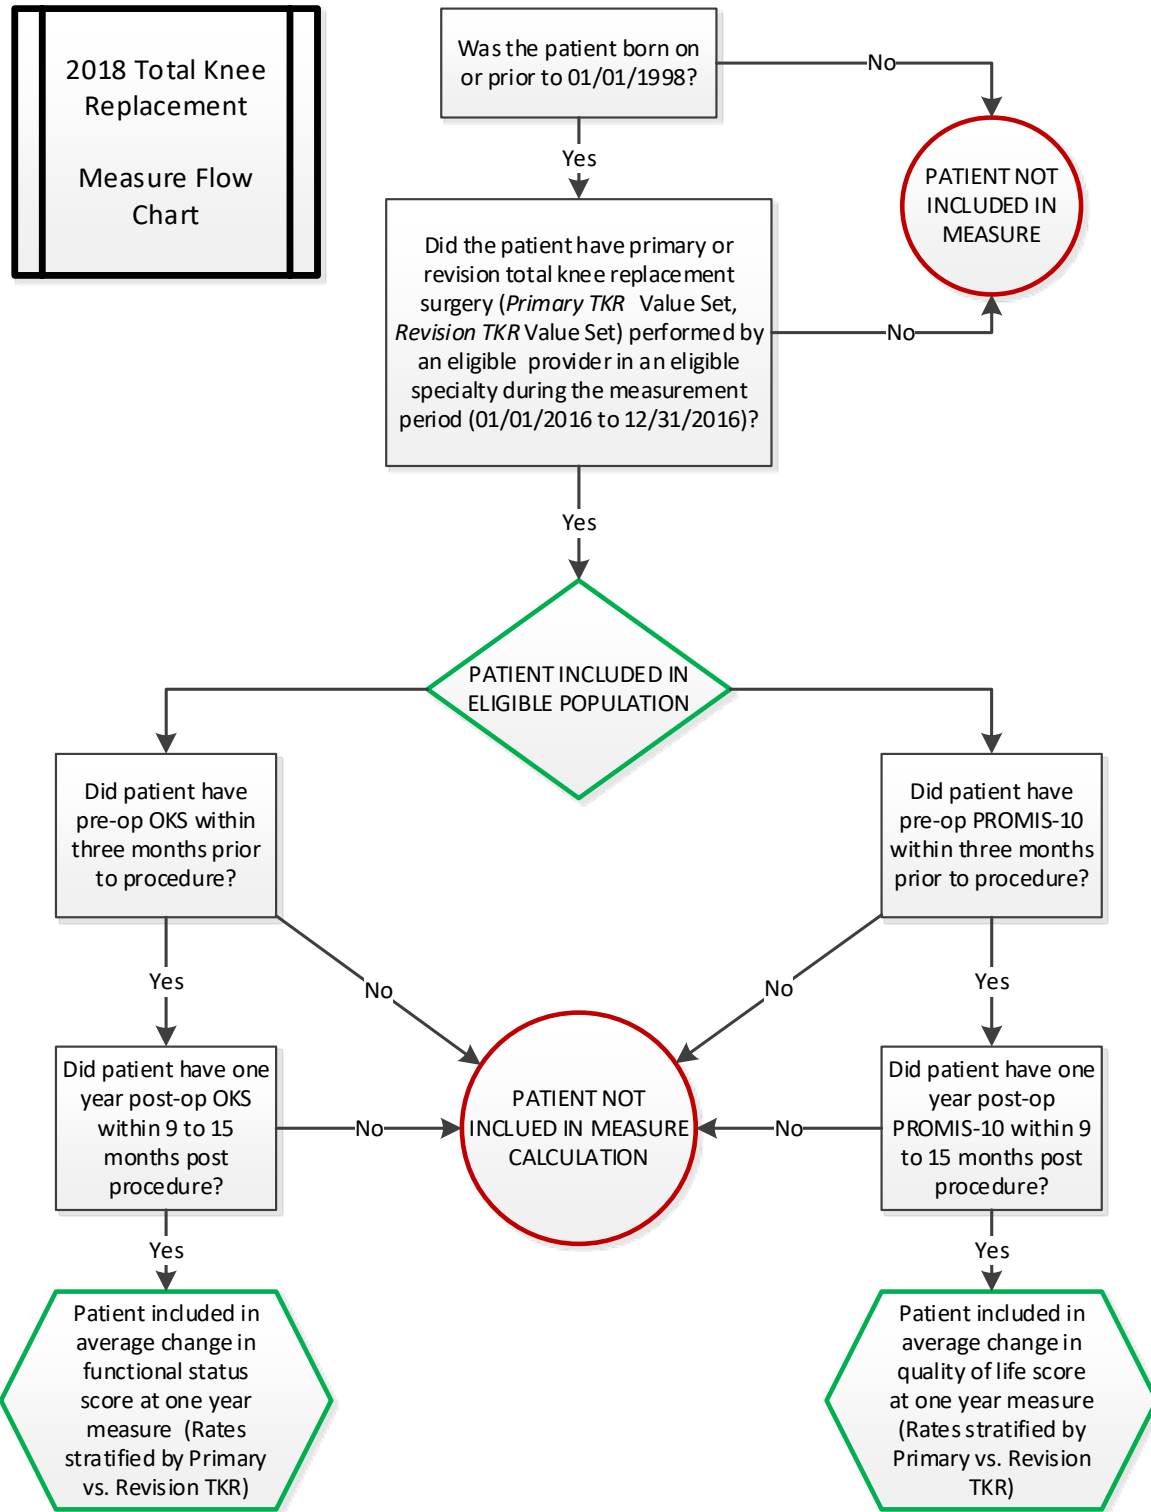 2018 Total Knee
Replacement
Measure Flow
Chart
Was the patient born on
or prior to 01/01/1998?
No
Yes
PATIENT NOT
INCLUDED IN
MEASURE
Did the patient have primary or
revision total knee replacement
surgery (Primary TKR Value Set,
Revision TKR Value Set) performed by
an eligible provider in an eligible
specialty during the measurement
period (01/01/2016 to 12/31/2016)?
No
Yes
PATIENT INCLUDED IN
ELIGIBLE POPULATION
Did patient have
pre-op OKS within
three months prior
to procedure?
Did patient have
pre-op PROMIS-10
within three months
prior to procedure?
Yes
No
No
Yes
Did patient have one
year post-op OKS
within 9 to 15
months post
procedure?
No
PATIENT NOT
INCLUED IN MEASURE
CALCULATION
No
Did patient have one
year post-op
PROMIS-10 within 9
to 15 months post
procedure?
Yes
Yes
Patient included in
average change in
functional status
score at one year
measure (Rates
stratified by Primary
vs. Revision TKR)
Patient included in
average change in
quality of life score
at one year measure
(Rates stratified by
Primary vs. Revision
TKR)